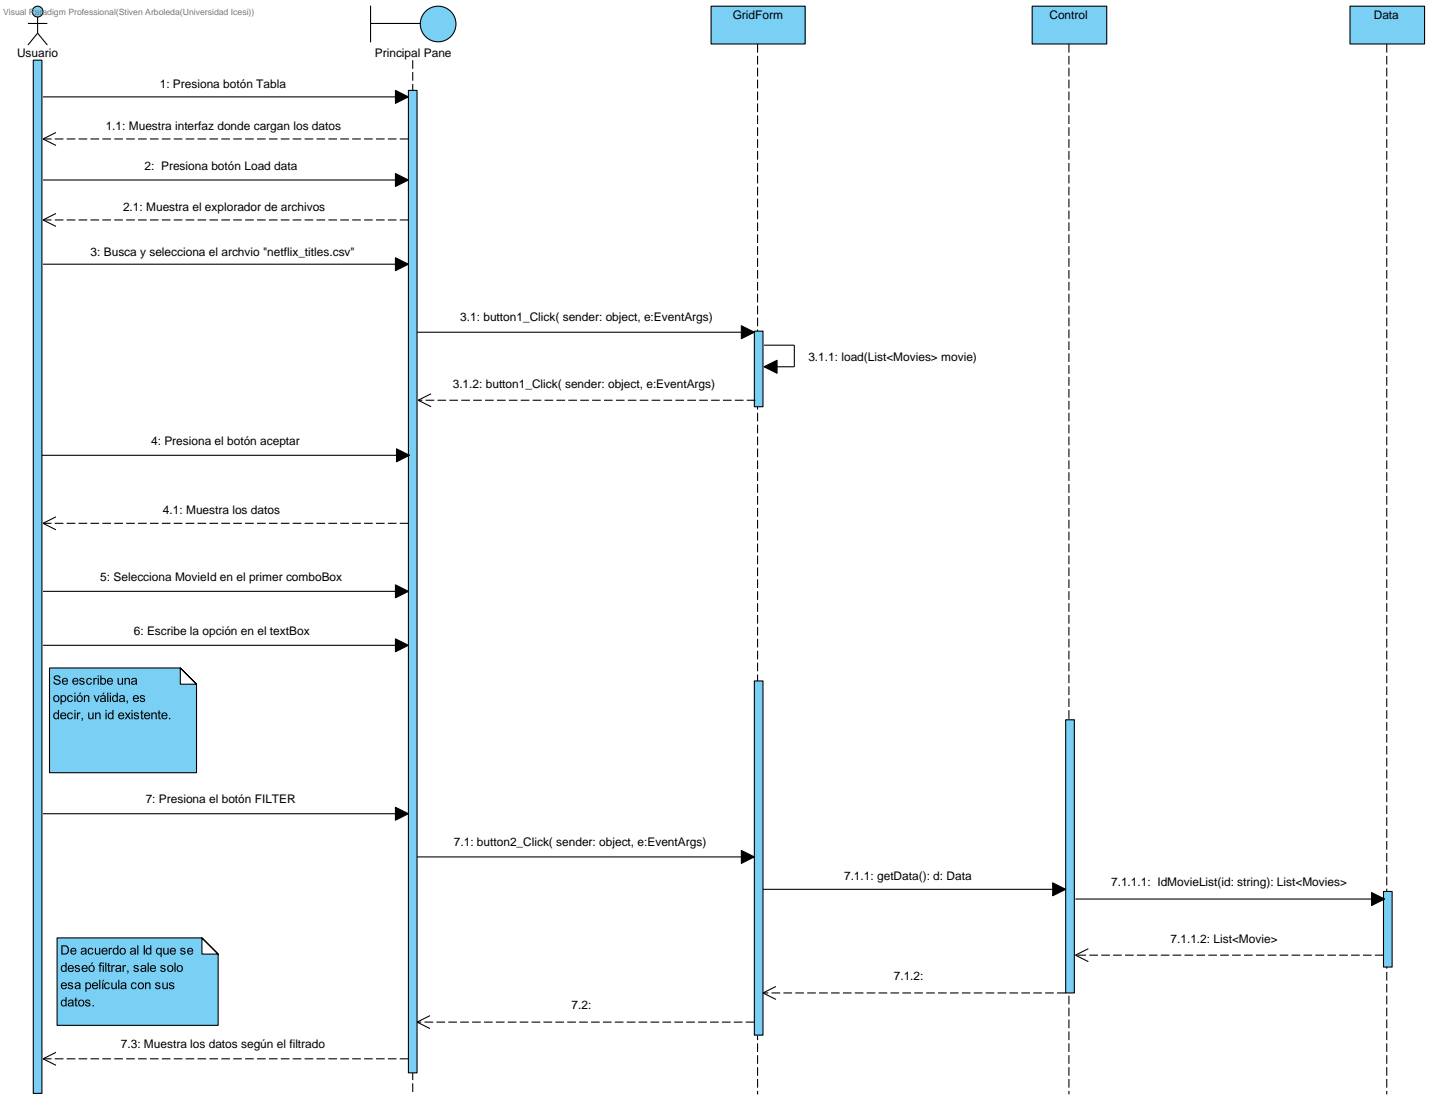 Visual Paradigm Professional(Stiven Arboleda(Universidad Icesi))
Usuario
Principal Pane
GridForm
Control
Data
1: Presiona botón Tabla
1.1: Muestra interfaz donde cargan los datos
2:  Presiona botón Load data
2.1: Muestra el explorador de archivos
3: Busca y selecciona el archvio "netflix_titles.csv"
3.1: button1_Click( sender: object, e:EventArgs)
3.1.1: load(List<Movies> movie)
3.1.2: button1_Click( sender: object, e:EventArgs)
4: Presiona el botón aceptar
4.1: Muestra los datos
5: Selecciona MovieId en el primer comboBox
6: Escribe la opción en el textBox
Se escribe una
opción válida, es
decir, un id existente.
7: Presiona el botón FILTER
7.1: button2_Click( sender: object, e:EventArgs)
7.1.1: getData(): d: Data
7.1.1.1:  IdMovieList(id: string): List<Movies>
7.1.1.2: List<Movie>
7.1.2:
7.2:
De acuerdo al Id que se
deseó filtrar, sale solo
esa película con sus
datos.
7.3: Muestra los datos según el filtrado